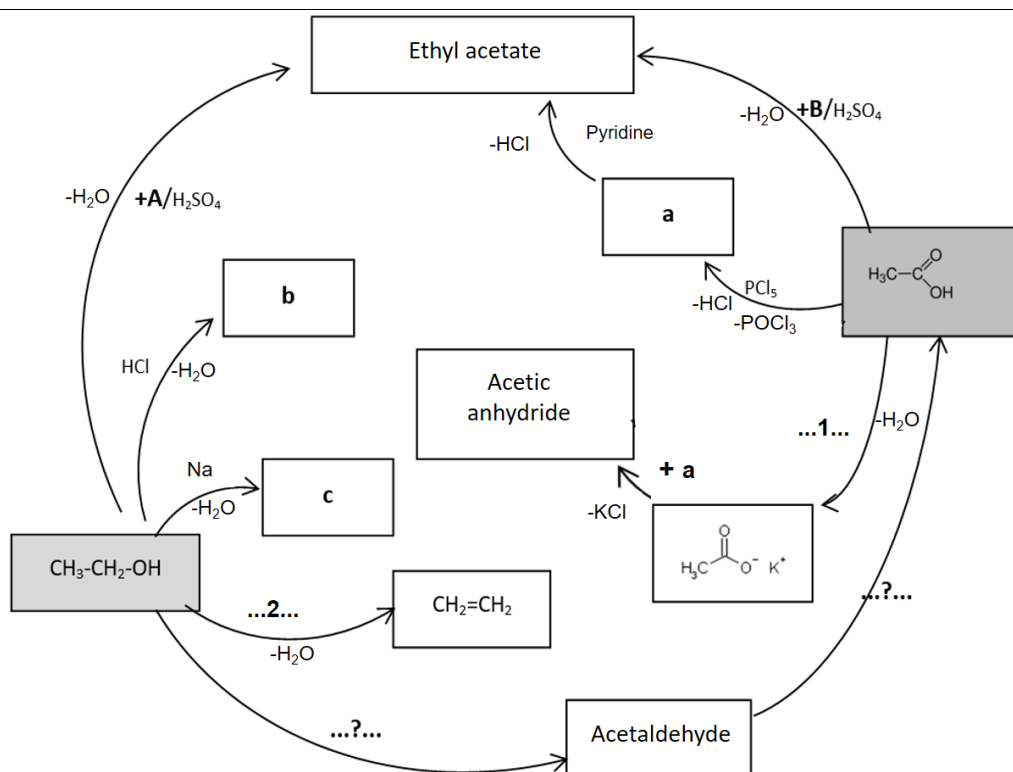 Ethyl acetate
-H₂O +B/H₂SO₄
-HCl
Pyridine
a
-H₂O +A/H₂SO₄
H₃C-C
O
OH
b
PCl₅
-HCl
-POCl₃
HCl
-H₂O
Acetic
anhydride
...1...
-H₂O
Na
-H₂O
c
+ a
-KCl
O
H₃C
O⁻ K⁺
CH₃-CH₂-OH
...2...
-H₂O
CH₂=CH₂
...?...
...?...
Acetaldehyde